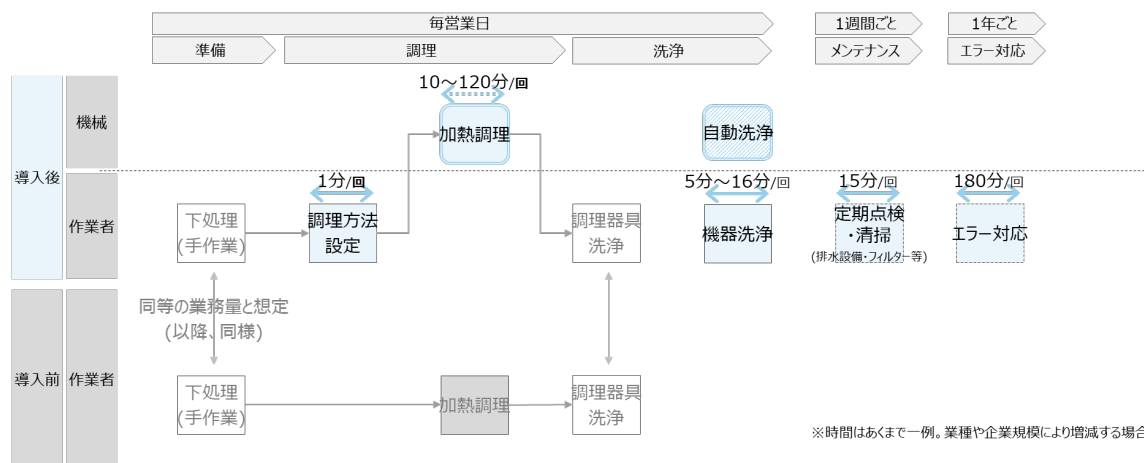 毎営業日
1週間ごと
1年ごと
準備
調理
洗浄
メンテナンス
エラー対応
導入後
機械
10～120分/回
加熱調理
自動洗浄
作業者
下処理
(手作業)
1分/回
調理方法
設定
調理器具
洗浄
5分～16分/回
機器洗浄
15分/回
定期点検
・清掃
(排水設備・フィルター等)
180分/回
エラー対応
同等の業務量と想定
(以降、同様)
導入前
作業者
下処理
(手作業)
加熱調理
調理器具
洗浄
※時間はあくまで一例。業種や企業規模により増減する場合